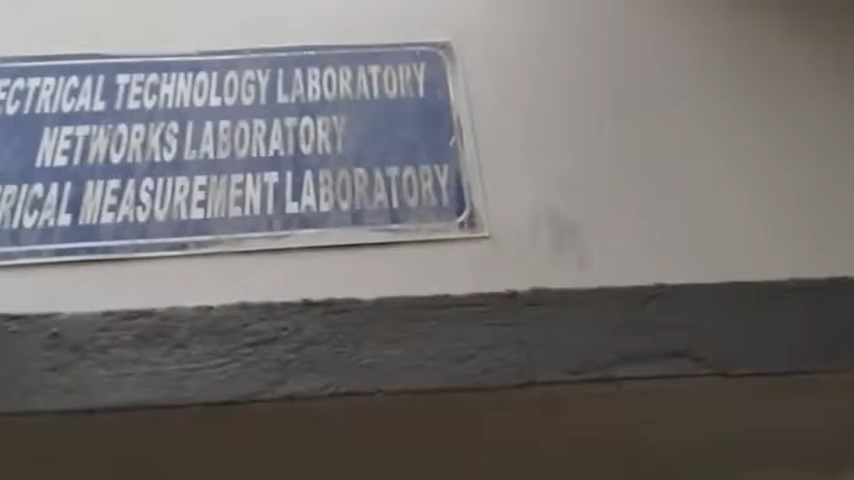 ECTRICAL TECHNOLOGY LABORATORY
NETWORKS LABORATORY
RICAL MEASUREMENT LABORATORY